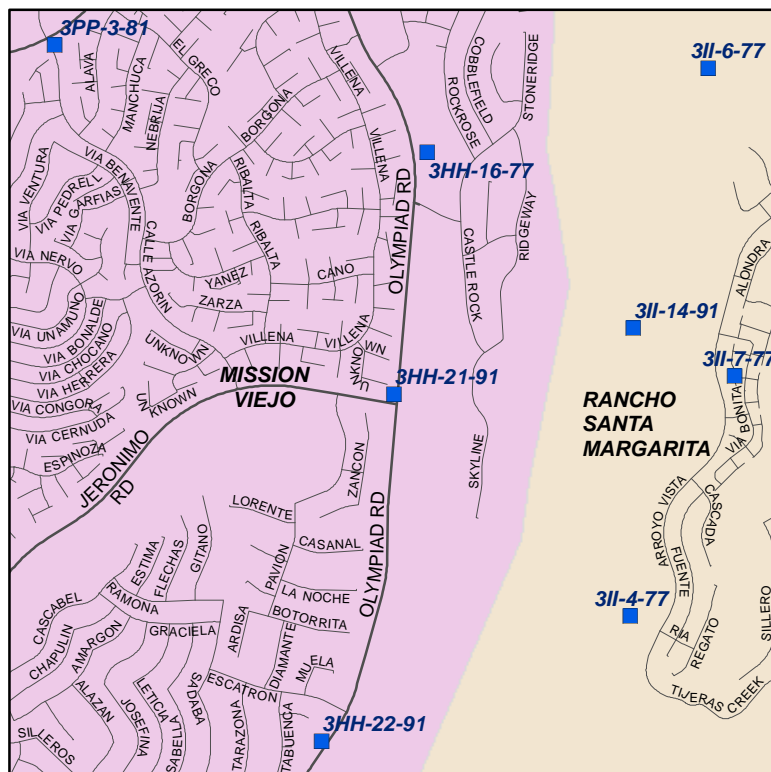 3PP-3-81
ALAVA
MANCHUCA
NEBRIJA
EL GRECO
BORGONA
VILLENA
VILLENA
COBBLEFIELD
ROCKROSE
STONERIDGE
3II-6-77
3HH-16-77
VIA VENTURA
VIA PEDRELL
VIA GARFIAS
VIA BENAVENTE
BORGONA
RIBALTA
RIBALTA
OLYMPIAD RD
RIDGEWAY
CASTLE ROCK
VIA NERVO
CALLE AZORIN
YANEZ
CANO
ZARZA
ALONDRA
VIA UN'AMUNO
VIA BONALDE
VIA CHOCANO
VIA HERRERA
UNKNOWN
VILLENA
VILLENA
UNKNOWN
3II-14-91
3II-7-77
MISSION
VIEJO
3HH-21-91
UNKNOWN
VIA CONGORA
VIA CERNUDA
ESPINOZA
JERONIMO
RD
RANCHO
SANTA
MARGARITA
VIA BONITA
SKYLINE
ZANCON
LORENTE
CASANAL
OLYMPIAD RD
ARROYO VISTA
CASCADA
FUENTE
ESTIMA
FLECHAS
GITANO
PAVION
LA NOCHE
BOTORRITA
CASCABEL
RAMONA
CHAPULIN
AMARGON
GRACIELA
ARDISA
DIAMANTE
MUELA
3II-4-77
RIA
REGATO
SILLERO
ESCATRON
ALAZAN
JOSEFINA
LETICIA
ISABELLA
SADABA
TARAZONA
TABUENCA
TIJERAS CREEK
SILLEROS
3HH-22-91